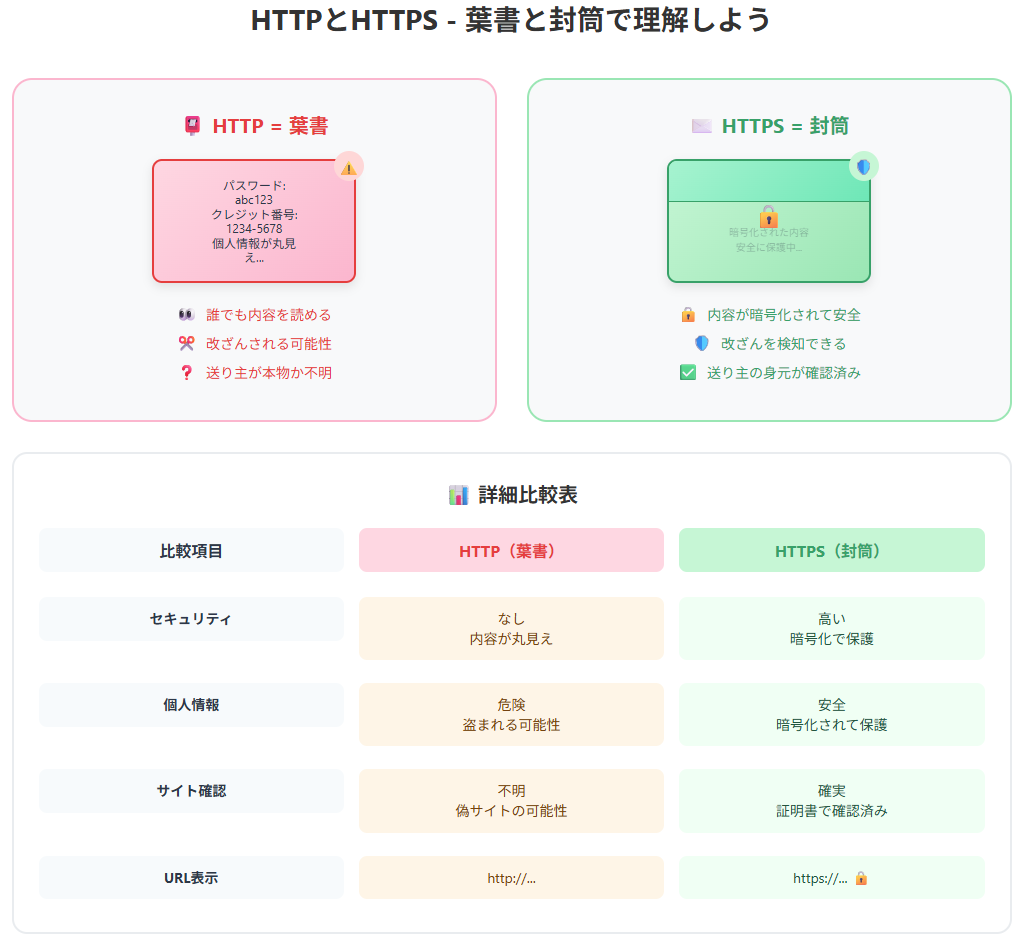 HTTPとHTTPS - 葉書と封筒で理解しよう
HTTP = 葉書
パスワード:
abc123
クレジット番号:
1234-5678
個人情報が丸見
え...
誰でも内容を読める
改ざんされる可能性
送り主が本物か不明
HTTPS = 封筒
暗号化された内容
安全に保護中...
内容が暗号化されて安全
改ざんを検知できる
送り主の身元が確認済み
詳細比較表
比較項目
HTTP（葉書）
HTTPS（封筒）
セキュリティ
なし
内容が丸見え
高い
暗号化で保護
個人情報
危険
盗まれる可能性
安全
暗号化されて保護
サイト確認
不明
偽サイトの可能性
確実
証明書で確認済み
URL表示
http://...
https://... 🔒